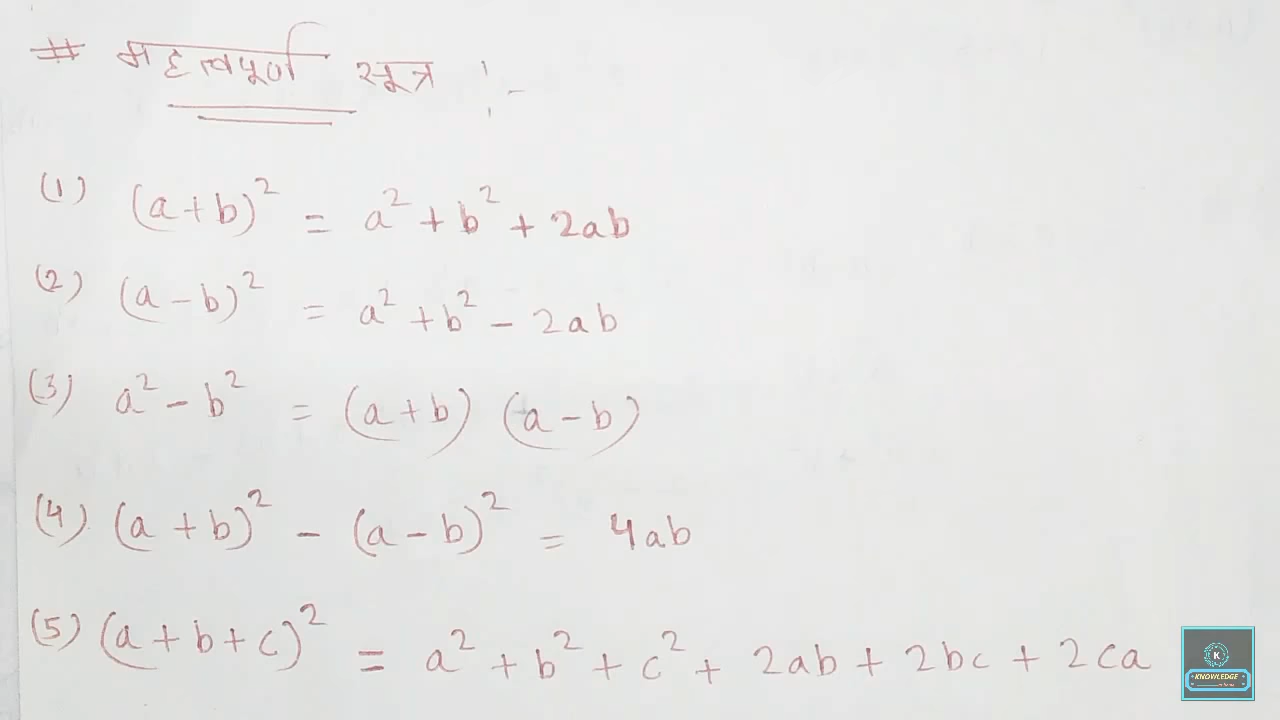 # महत्वपूर्ण सूत्र :-
(1) (a+b)² = a² + b² + 2ab
(2) (a-b)² = a² + b² - 2ab
(3) a² - b² = (a+b) (a-b)
(4) (a+b)² - (a-b)² = 4ab
(5) (a+b+c)² = a² + b² + c² + 2ab + 2bc + 2ca
K
KNOWLEDGE